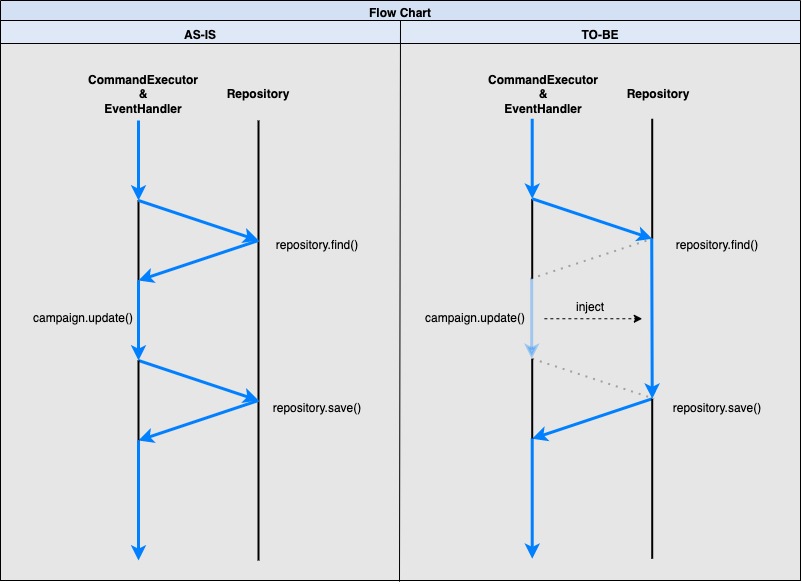 Flow Chart
AS-IS
TO-BE
CommandExecutor
&
EventHandler
Repository
CommandExecutor
&
EventHandler
Repository
repository.find()
campaign.update()
repository.save()
repository.find()
inject
campaign.update()
repository.save()